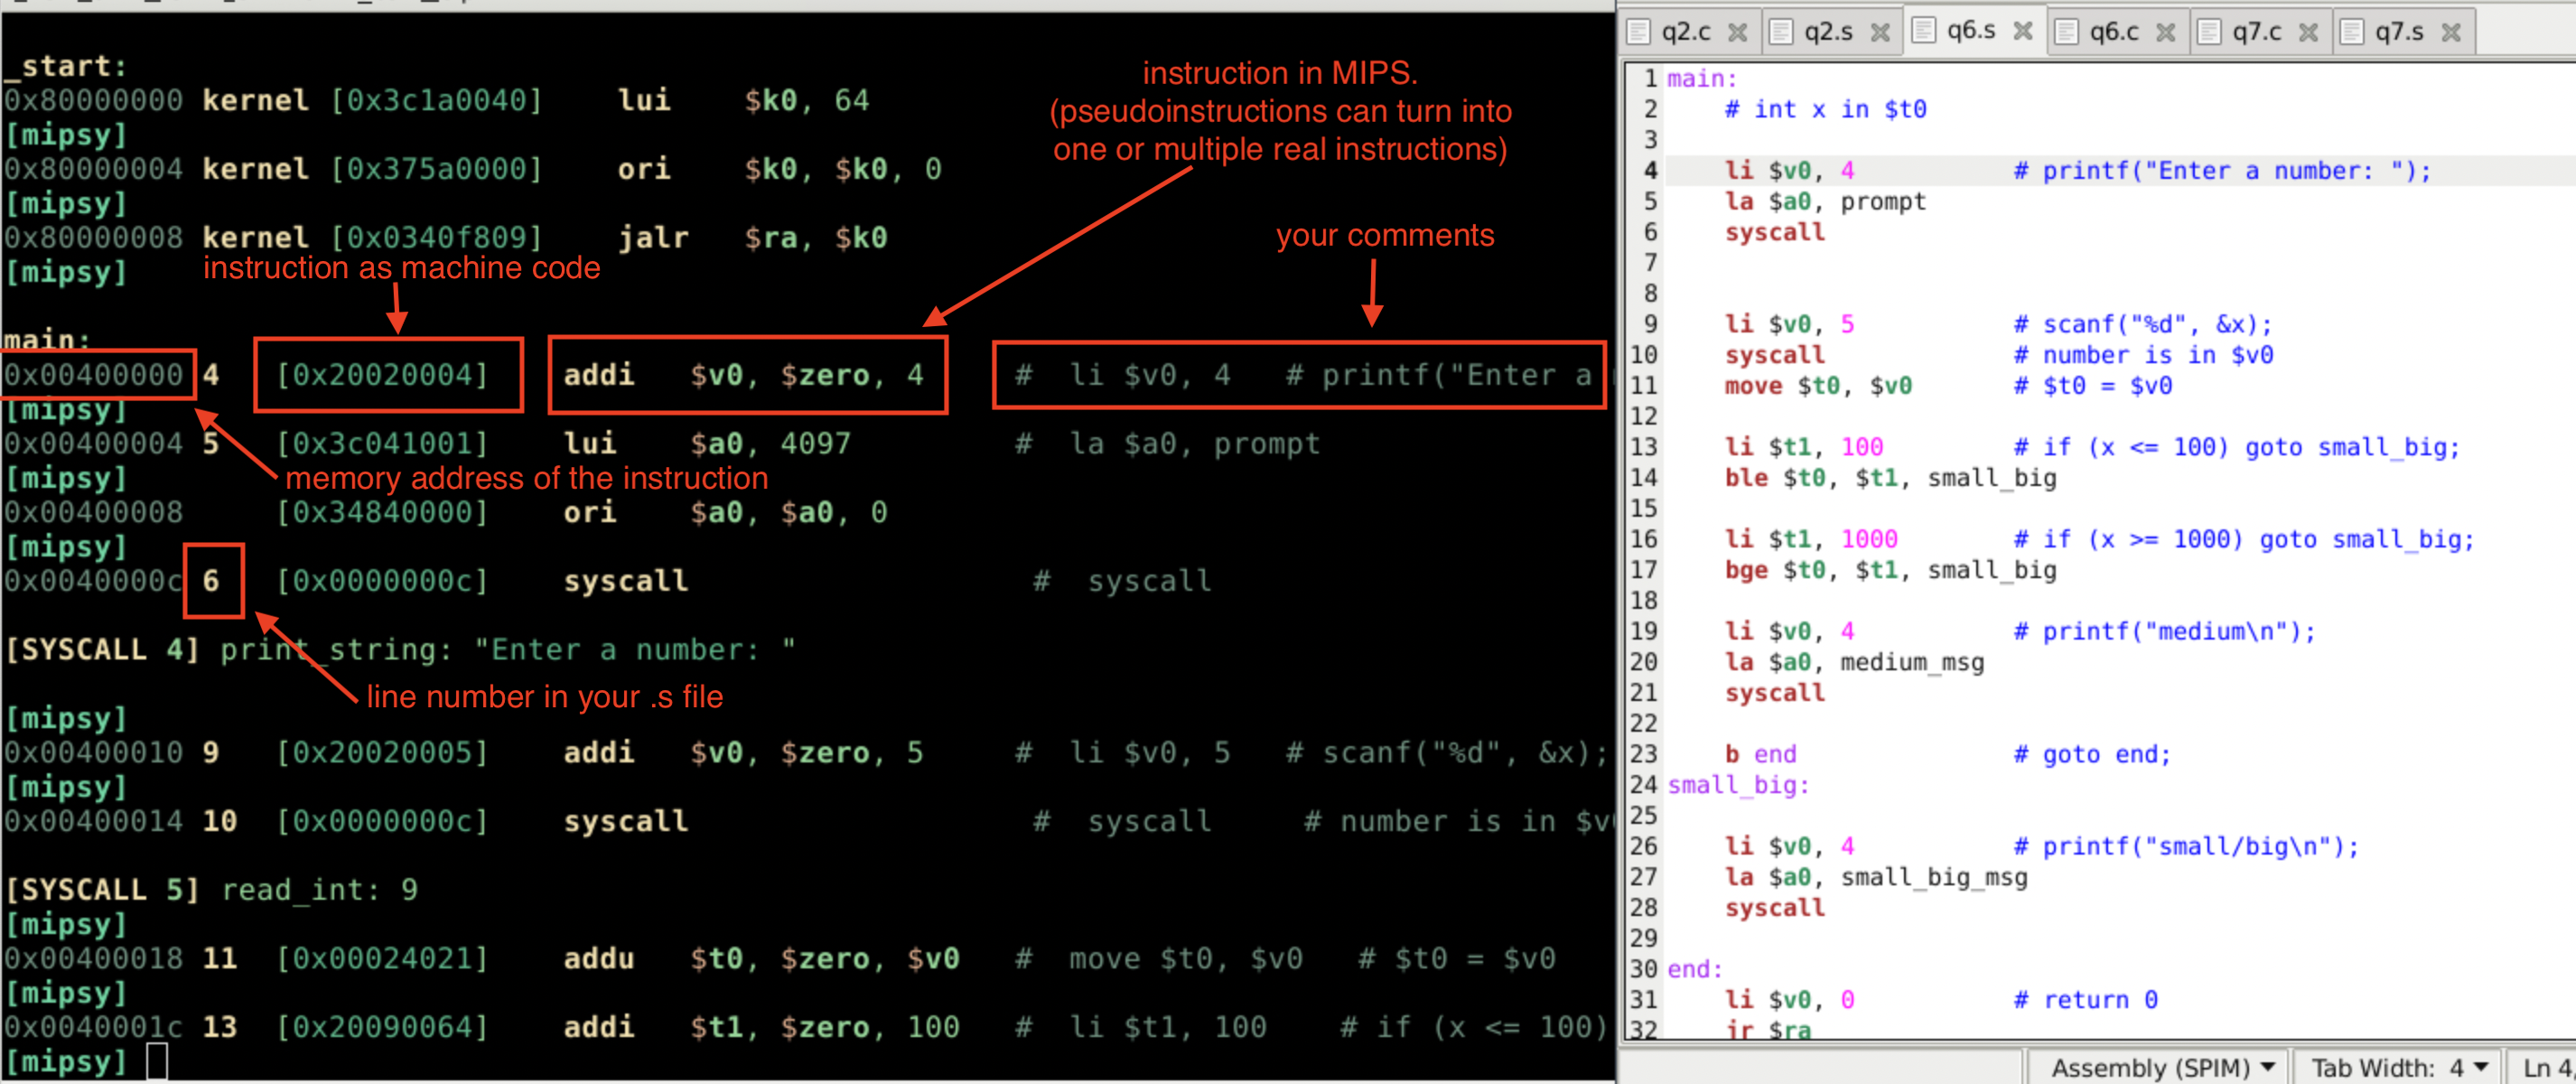 _start:
0x80000000 kernel [0x3c1a0040] lui $k0, 64
[mipsy]
0x80000004 kernel [0x375a0000] ori $k0, $k0, 0
[mipsy]
0x80000008 kernel [0x0340f809] jalr $ra, $k0
[mipsy]
instruction as machine code
instruction in MIPS.
(pseudoinstructions can turn into
one or multiple real instructions)
your comments
main:
0x00400000 4 [0x20020004] addi $v0, $zero, 4 # li $v0, 4 # printf("Enter a
[mipsy]
0x00400004 5 [0x3c041001] lui $a0, 4097 # la $a0, prompt
[mipsy]
memory address of the instruction
0x00400008 [0x34840000] ori $a0, $a0, 0
[mipsy]
0x0040000c 6 [0x0000000c] syscall # syscall
[SYSCALL 4] print_string: "Enter a number: "
line number in your .s file
[mipsy]
0x00400010 9 [0x20020005] addi $v0, $zero, 5 # li $v0, 5 # scanf("%d", &x);
[mipsy]
0x00400014 10 [0x0000000c] syscall # syscall # number is in $v
[SYSCALL 5] read_int: 9
[mipsy]
0x00400018 11 [0x00024021] addu $t0, $zero, $v0 # move $t0, $v0 # $t0 = $v0
[mipsy]
0x0040001c 13 [0x20090064] addi $t1, $zero, 100 # li $t1, 100 # if (x <= 100)
[mipsy]
q2.c q2.s q6.s q6.c q7.c q7.s
1 main:
2 # int x in $t0
3
4 li $v0, 4 # printf("Enter a number: ");
5 la $a0, prompt
6 syscall
7
8
9 li $v0, 5 # scanf("%d", &x);
10 syscall # number is in $v0
11 move $t0, $v0 # $t0 = $v0
12
13 li $t1, 100 # if (x <= 100) goto small_big;
14 ble $t0, $t1, small_big
15
16 li $t1, 1000 # if (x >= 1000) goto small_big;
17 bge $t0, $t1, small_big
18
19 li $v0, 4 # printf("medium\n");
20 la $a0, medium_msg
21 syscall
22
23 b end # goto end;
24 small_big:
25
26 li $v0, 4 # printf("small/big\n");
27 la $a0, small_big_msg
28 syscall
29
30 end:
31 li $v0, 0 # return 0
32 jr $ra
Assembly (SPIM) Tab Width: 4 Ln 4,